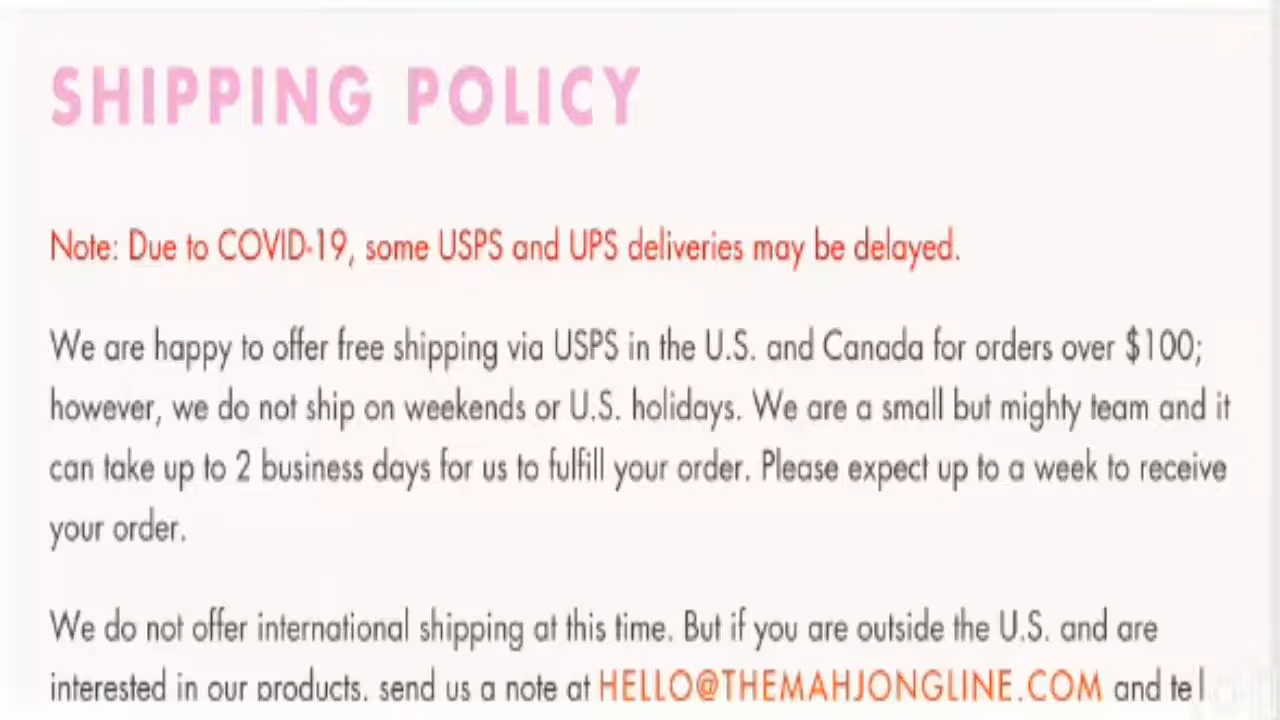 SHIPPING POLICY
Note: Due to COVID-19, some USPS and UPS deliveries may be delayed.
We are happy to offer free shipping via USPS in the U.S. and Canada for orders over $100;
however, we do not ship on weekends or U.S. holidays. We are a small but mighty team and it
can take up to 2 business days for us to fulfill your order. Please expect up to a week to receive
your order.
We do not offer international shipping at this time. But if you are outside the U.S. and are
interested in our products, send us a note at HELLO@THEMAHJONGLINE.COM and tel